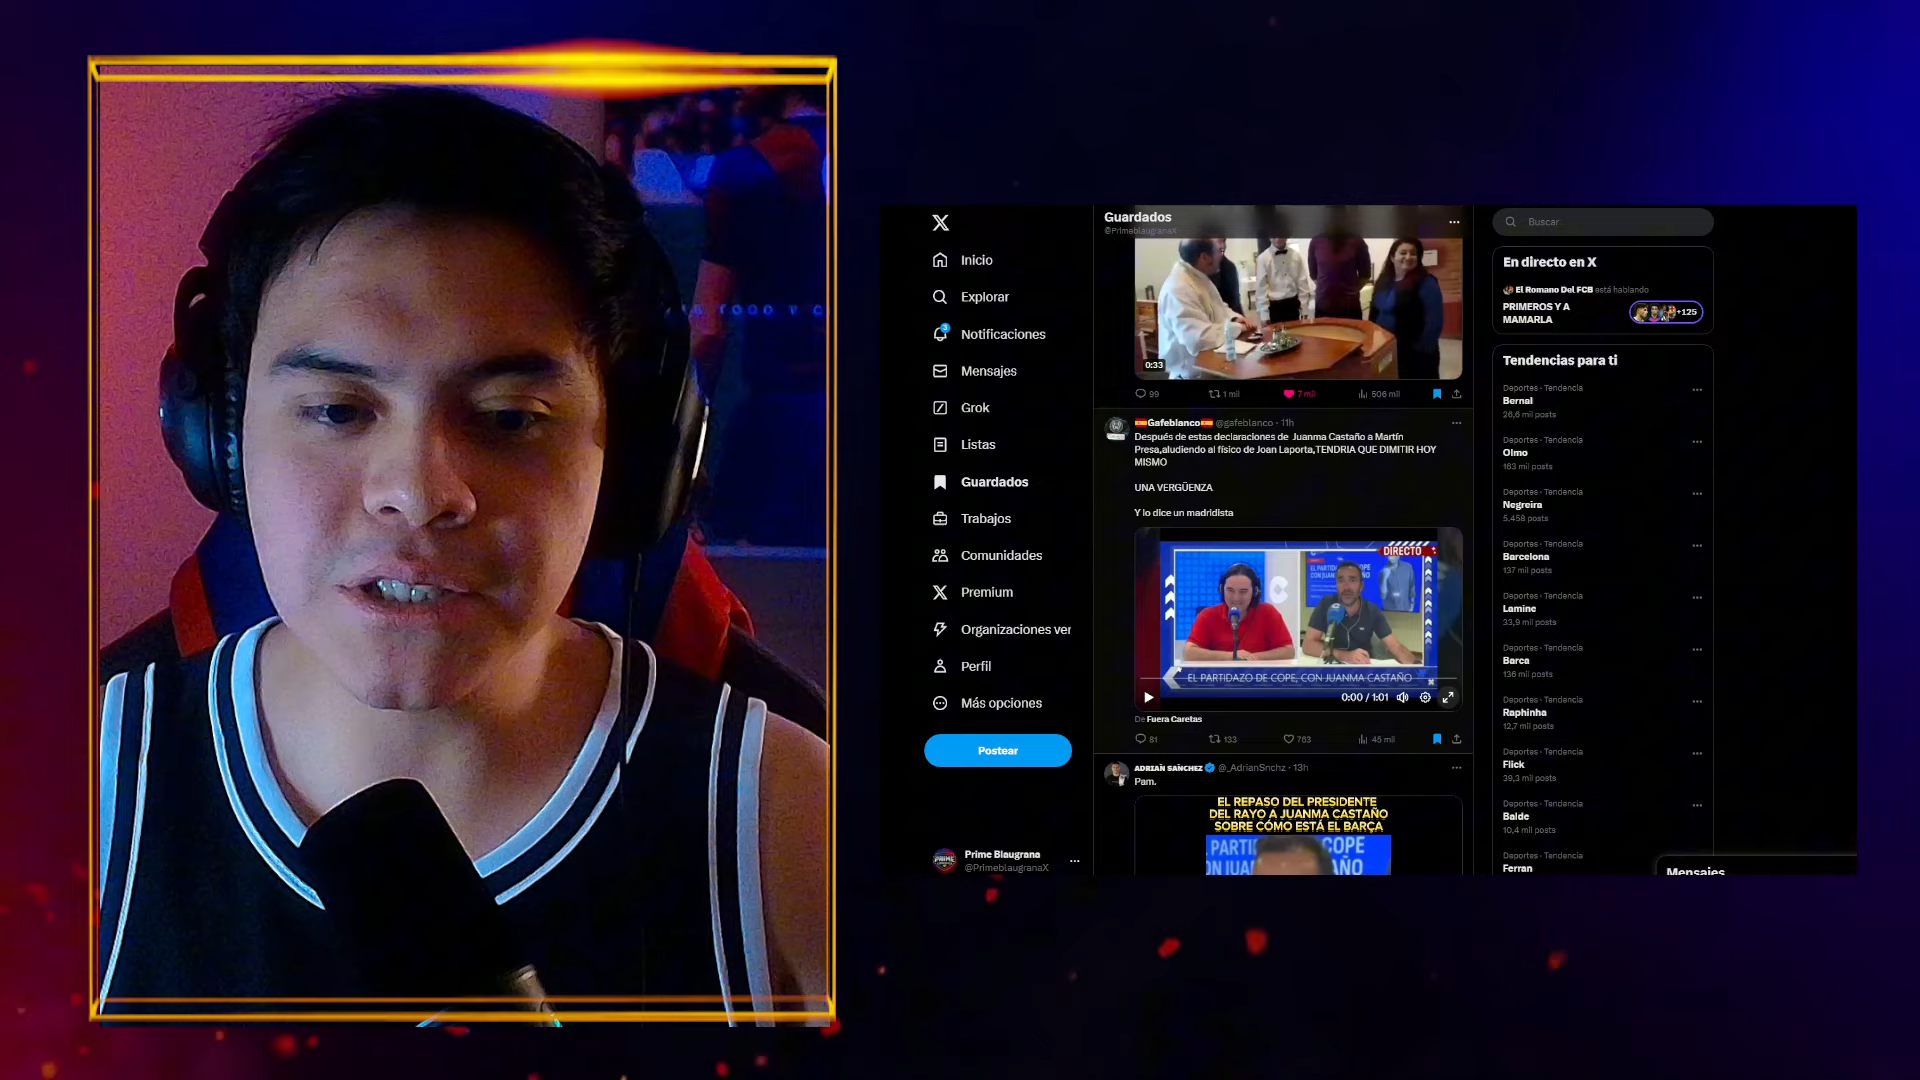 Inicio
Explorar
3
Notificaciones
Mensajes
Grok
Listas
Guardados
Trabajos
Comunidades
Premium
Organizaciones ver
Perfil
Más opciones
Postear
Prime Blaugrana
@PrimeblaugranaX
Guardados
@PrimeblaugranaX
0:33
99
1 mil
7 mil
506 mil
Gafeblanco @gafeblanco · 11h
Después de estas declaraciones de Juanma Castaño a Martín
Presa,aludiendo al físico de Joan Laporta,TENDRIA QUE DIMITIR HOY
MISMO
UNA VERGÜENZA
Y lo dice un madridista
DIRECTO
EL PARTIDAZO DE COPE, CON JUANMA CASTAÑO
0:00 / 1:01
De Fuera Caretas
81
133
763
45 mil
ADRIÁN SÁNCHEZ @_AdrianSnchz · 13h
Pam.
EL REPASO DEL PRESIDENTE
DEL RAYO A JUANMA CASTAÑO
SOBRE CÓMO ESTÁ EL BARÇA
Buscar
En directo en X
El Romano Del FCB está hablando
PRIMEROS Y A
MAMARLA
+125
Tendencias para ti
Deportes · Tendencia
Bernal
26,6 mil posts
Deportes · Tendencia
Olmo
163 mil posts
Deportes · Tendencia
Negreira
5.458 posts
Deportes · Tendencia
Barcelona
137 mil posts
Deportes · Tendencia
Lamine
33,9 mil posts
Deportes · Tendencia
Barca
136 mil posts
Deportes · Tendencia
Raphinha
12,7 mil posts
Deportes · Tendencia
Flick
39,3 mil posts
Deportes · Tendencia
Balde
10,4 mil posts
Deportes · Tendencia
Ferran
Mensajes